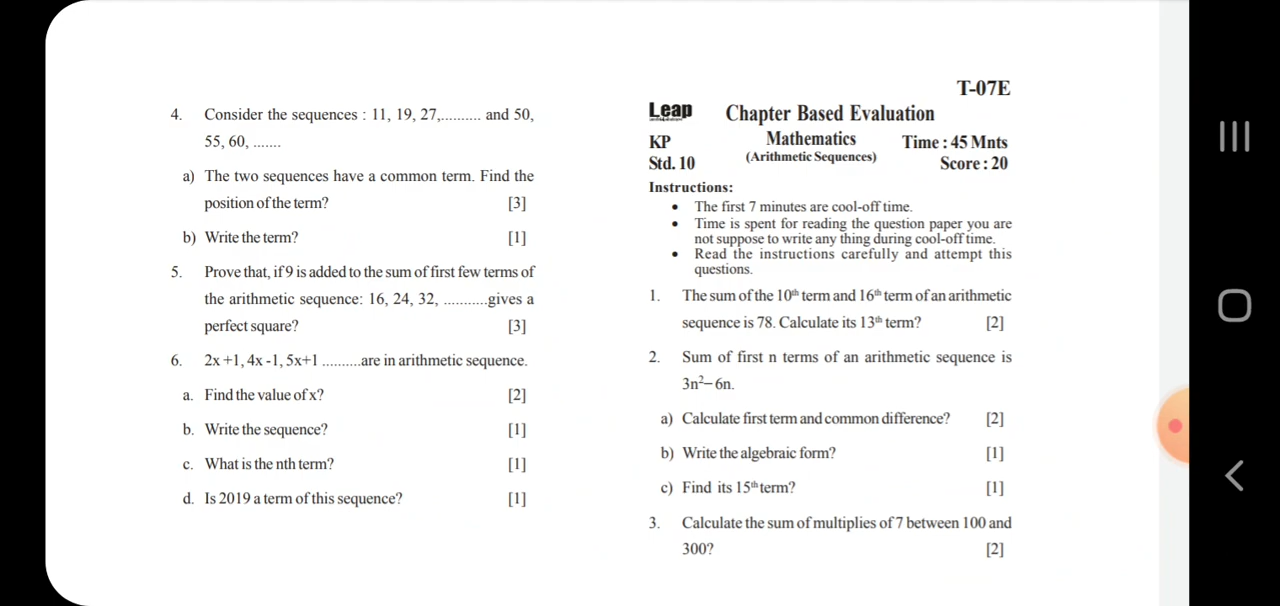 4. Consider the sequences : 11, 19, 27,.......... and 50,
55, 60, .......
a) The two sequences have a common term. Find the
position of the term? [3]
b) Write the term? [1]
5. Prove that, if 9 is added to the sum of first few terms of
the arithmetic sequence: 16, 24, 32, ...........gives a
perfect square? [3]
6. 2x +1, 4x -1, 5x+1 ..........are in arithmetic sequence.
a. Find the value of x? [2]
b. Write the sequence? [1]
c. What is the nth term? [1]
d. Is 2019 a term of this sequence? [1]
T-07E
Leap Chapter Based Evaluation
KP Mathematics Time : 45 Mnts
Std. 10 (Arithmetic Sequences) Score : 20
Instructions:
• The first 7 minutes are cool-off time.
• Time is spent for reading the question paper you are
not suppose to write any thing during cool-off time.
• Read the instructions carefully and attempt this
questions.
1. The sum of the 10th term and 16th term of an arithmetic
sequence is 78. Calculate its 13th term? [2]
2. Sum of first n terms of an arithmetic sequence is
3n²– 6n.
a) Calculate first term and common difference? [2]
b) Write the algebraic form? [1]
c) Find its 15th term? [1]
3. Calculate the sum of multiplies of 7 between 100 and
300? [2]